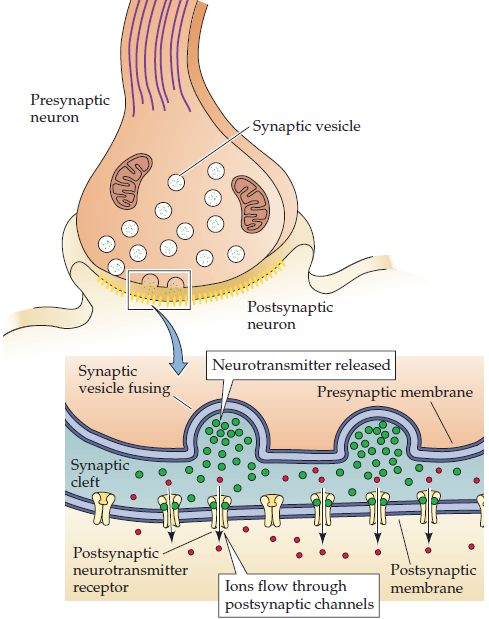 Presynaptic
neuron
Synaptic vesicle
Postsynaptic
neuron
Synaptic
vesicle fusing
Neurotransmitter released
Presynaptic membrane
Synaptic
cleft
Postsynaptic
neurotransmitter
receptor
Ions flow through
postsynaptic channels
Postsynaptic
membrane